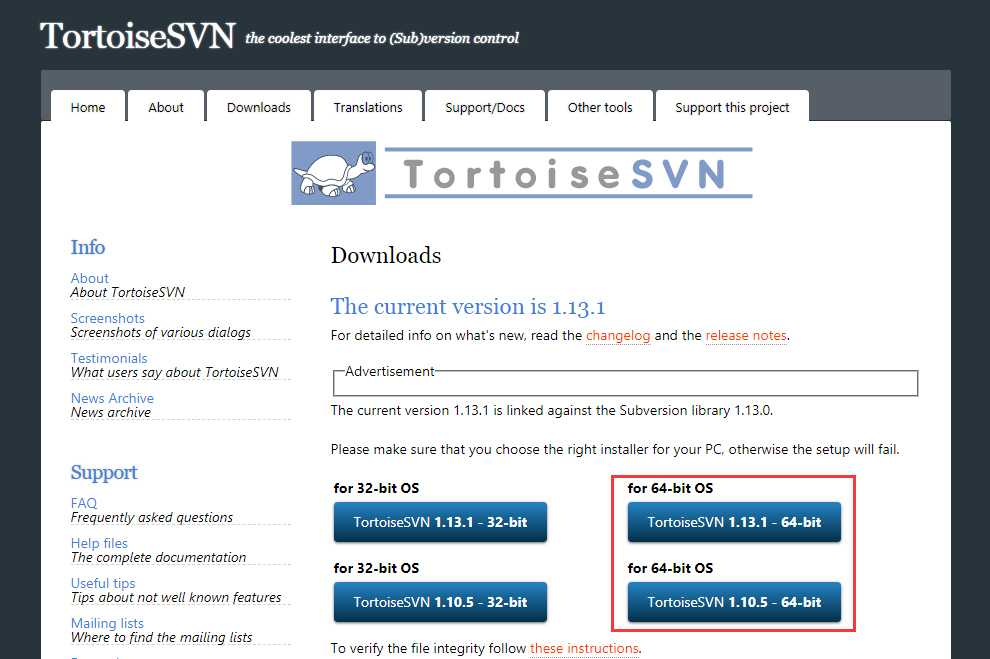 TortoiseSVN the coolest interface to (Sub)version control
Home About Downloads Translations Support/Docs Other tools Support this project
TortoiseSVN
Info
About
About TortoiseSVN
Screenshots
Screenshots of various dialogs
Testimonials
What users say about TortoiseSVN
News Archive
News archive
Support
FAQ
Frequently asked questions
Help files
The complete documentation
Useful tips
Tips about not well known features
Mailing lists
Where to find the mailing lists
Downloads
The current version is 1.13.1
For detailed info on what's new, read the changelog and the release notes.
Advertisement
The current version 1.13.1 is linked against the Subversion library 1.13.0.
Please make sure that you choose the right installer for your PC, otherwise the setup will fail.
for 32-bit OS for 64-bit OS
TortoiseSVN 1.13.1 - 32-bit TortoiseSVN 1.13.1 - 64-bit
for 32-bit OS for 64-bit OS
TortoiseSVN 1.10.5 - 32-bit TortoiseSVN 1.10.5 - 64-bit
To verify the file integrity follow these instructions.